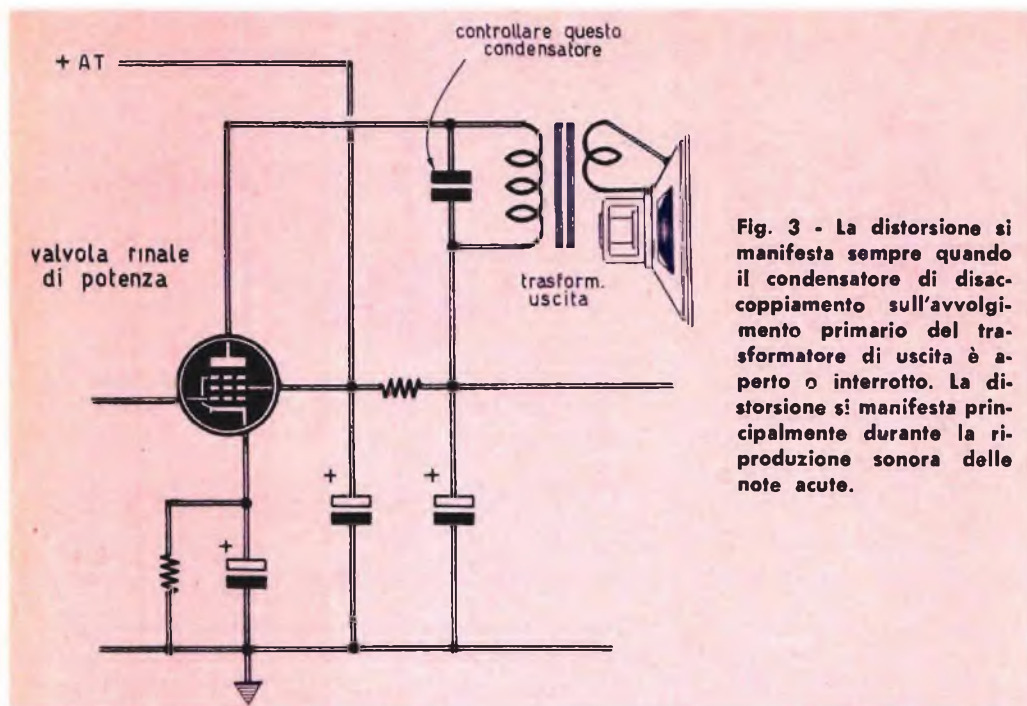 controllare questo
condensatore
+ AT
valvola rinale
di potenza
trasform.
uscita
+
+
+
Fig. 3 - La distorsione si
manifesta sempre quando
il condensatore di disac-
coppiamento sull'avvolgi-
mento primario del tra-
sformatore di uscita è a-
perto o interrotto. La di-
storsione si manifesta prin-
cipalmente durante la ri-
produzione sonora delle
note acute.